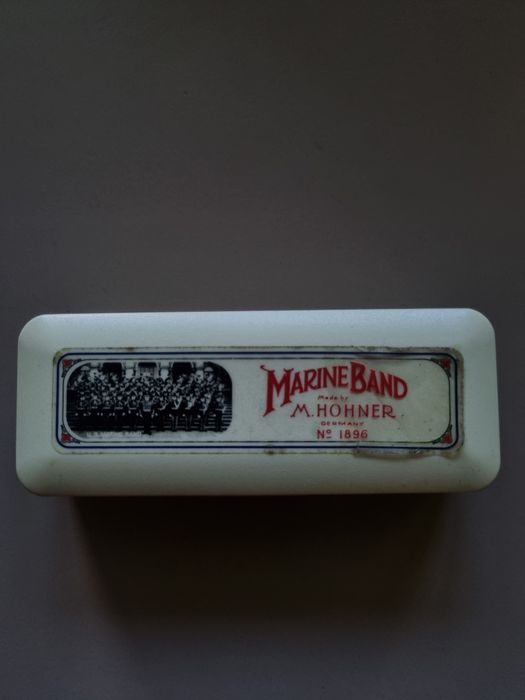 MARINE BAND
Made by
M. HOHNER
GERMANY
Nº 1896